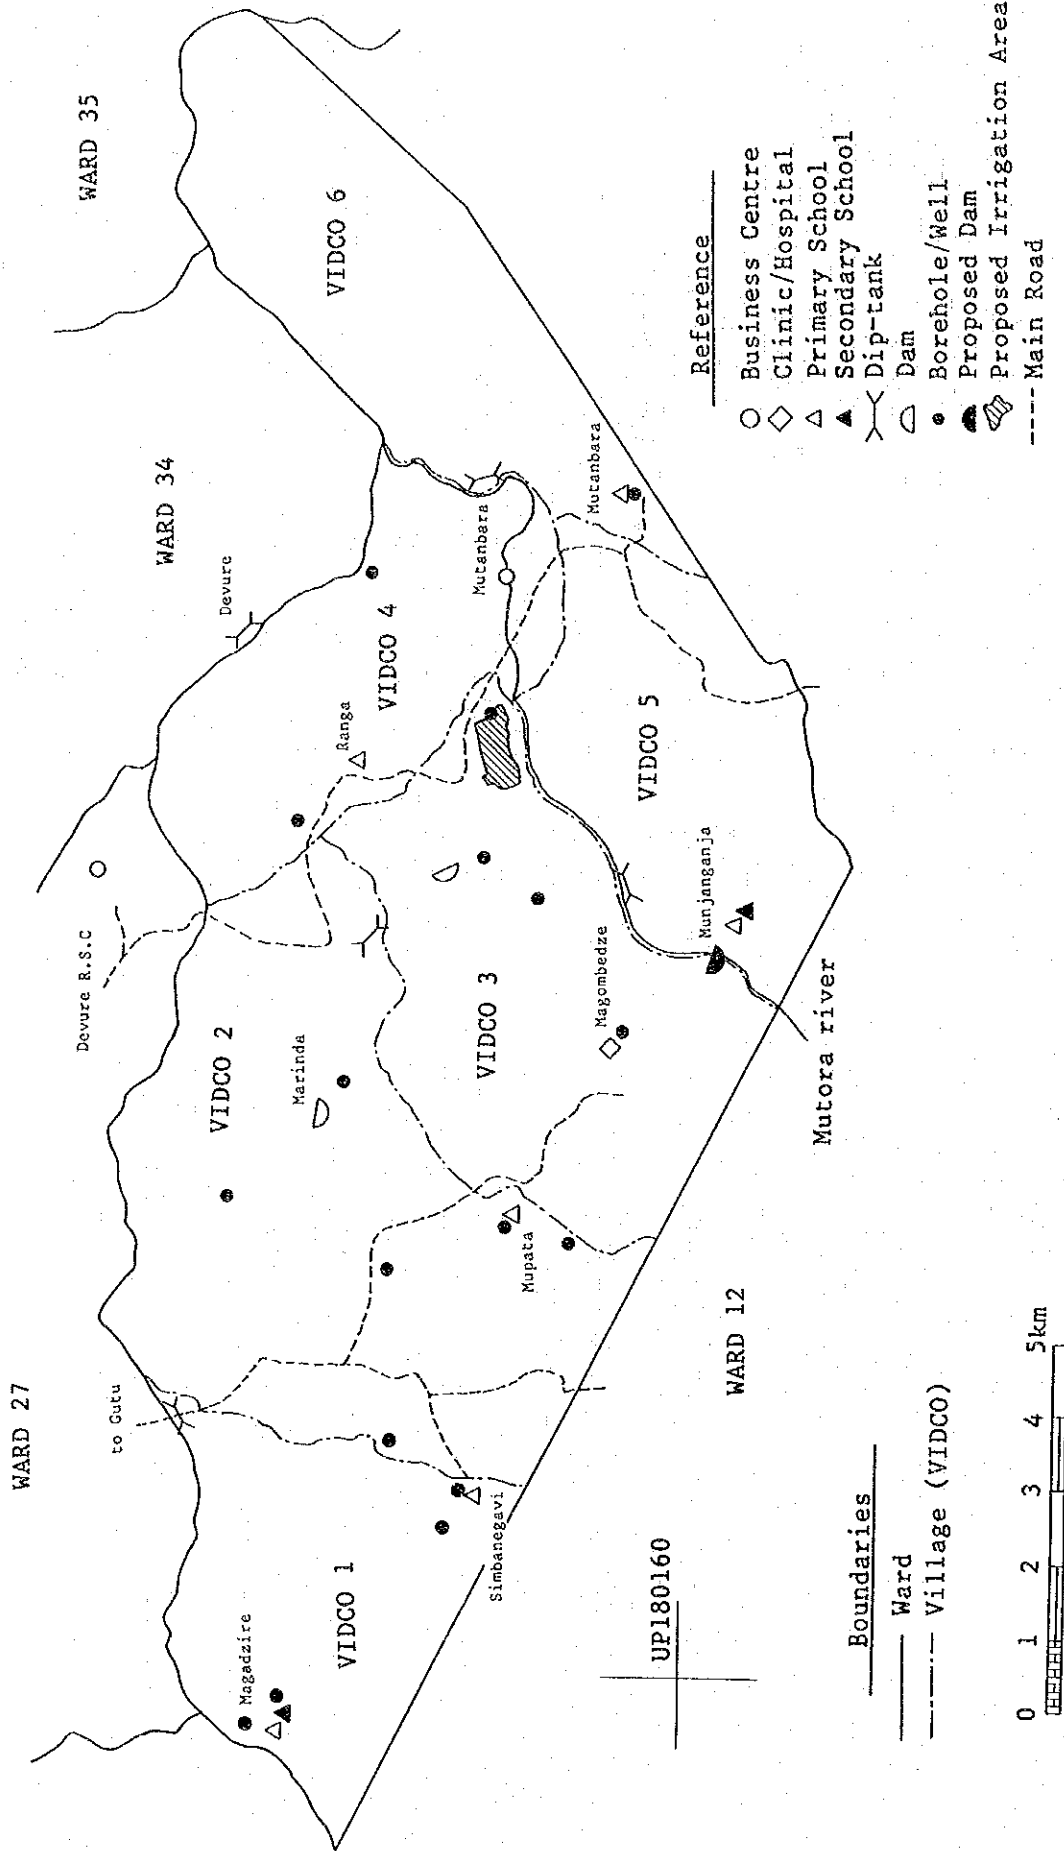 WARD 27
WARD 34
WARD 35
to Gutu
Devure R.S.C
Devure
Magadzire
VIDCO 1
VIDCO 2
Marinda
Ranga
VIDCO 4
VIDCO 6
Simbanegavi
Mupata
VIDCO 3
Magombedze
Mutanbara
Mutanbara
VIDCO 5
Munjanganja
Mutora river
WARD 12
UP180160
Boundaries
Ward
Village (VIDCO)
0 1 2 3 4 5km
Reference
Business Centre
Clinic/Hospital
Primary School
Secondary School
Dip-tank
Dam
Borehole/Well
Proposed Dam
Proposed Irrigation Area
Main Road